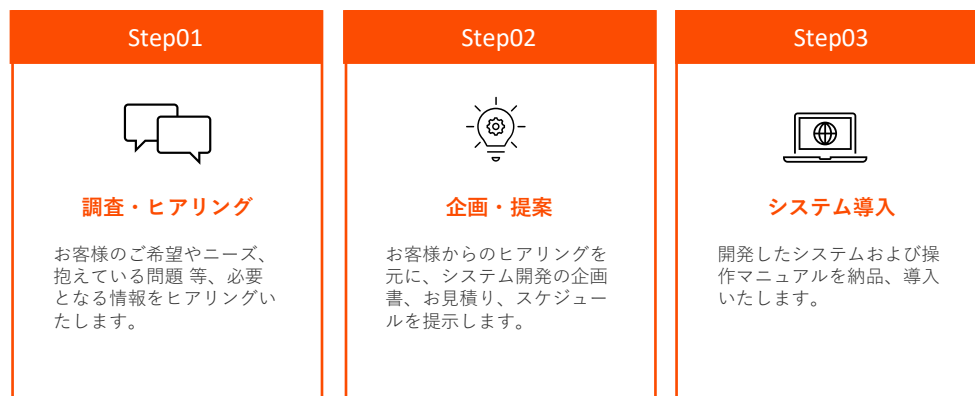 Step01
調査・ヒアリング
お客様のご希望やニーズ、
抱えている問題 等、必要
となる情報をヒアリングい
たします。
Step02
企画・提案
お客様からのヒアリングを
元に、システム開発の企画
書、お見積り、スケジュー
ルを提示します。
Step03
システム導入
開発したシステムおよび操
作マニュアルを納品、導入
いたします。